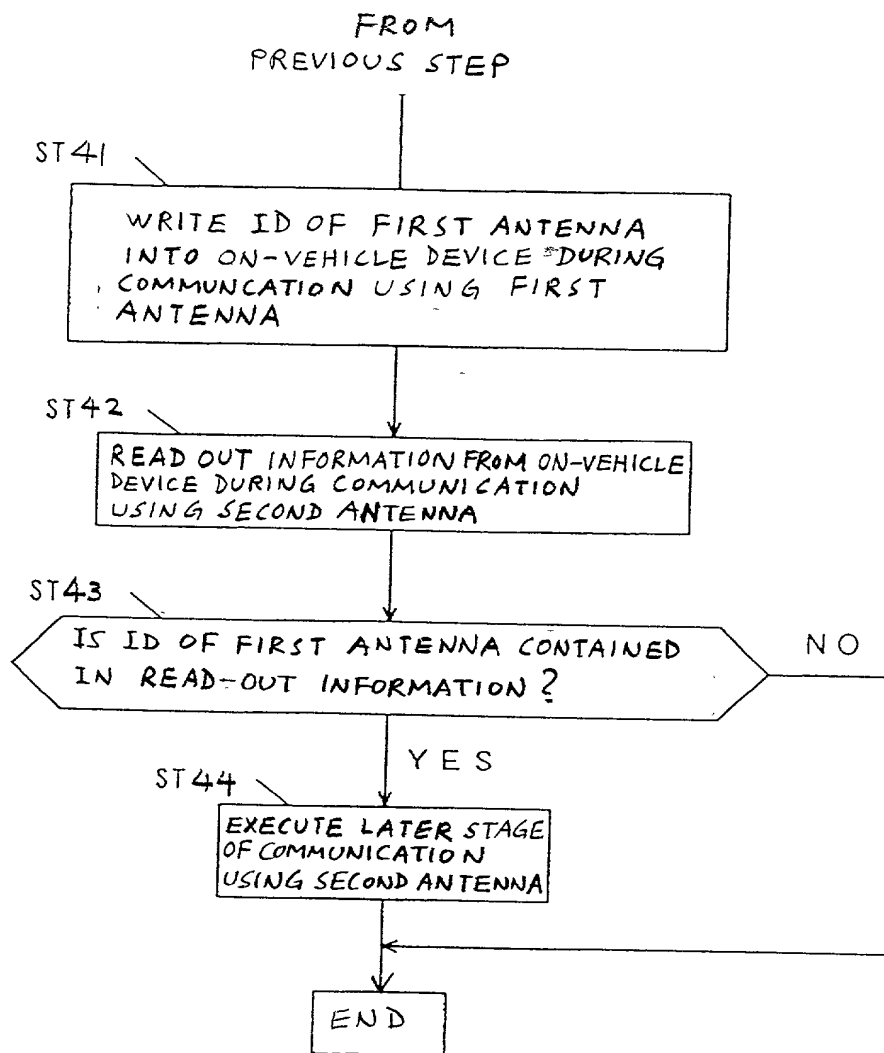 FROM
PREVIOUS STEP
ST41
WRITE ID OF FIRST ANTENNA
INTO ON-VEHICLE DEVICE DURING
COMMUNCATION USING FIRST
ANTENNA
ST42
READ OUT INFORMATION FROM ON-VEHICLE
DEVICE DURING COMMUNICATION
USING SECOND ANTENNA
ST43
IS ID OF FIRST ANTENNA CONTAINED
IN READ-OUT INFORMATION?
NO
YES
ST44
EXECUTE LATER STAGE
OF COMMUNICATION
USING SECOND ANTENNA
END